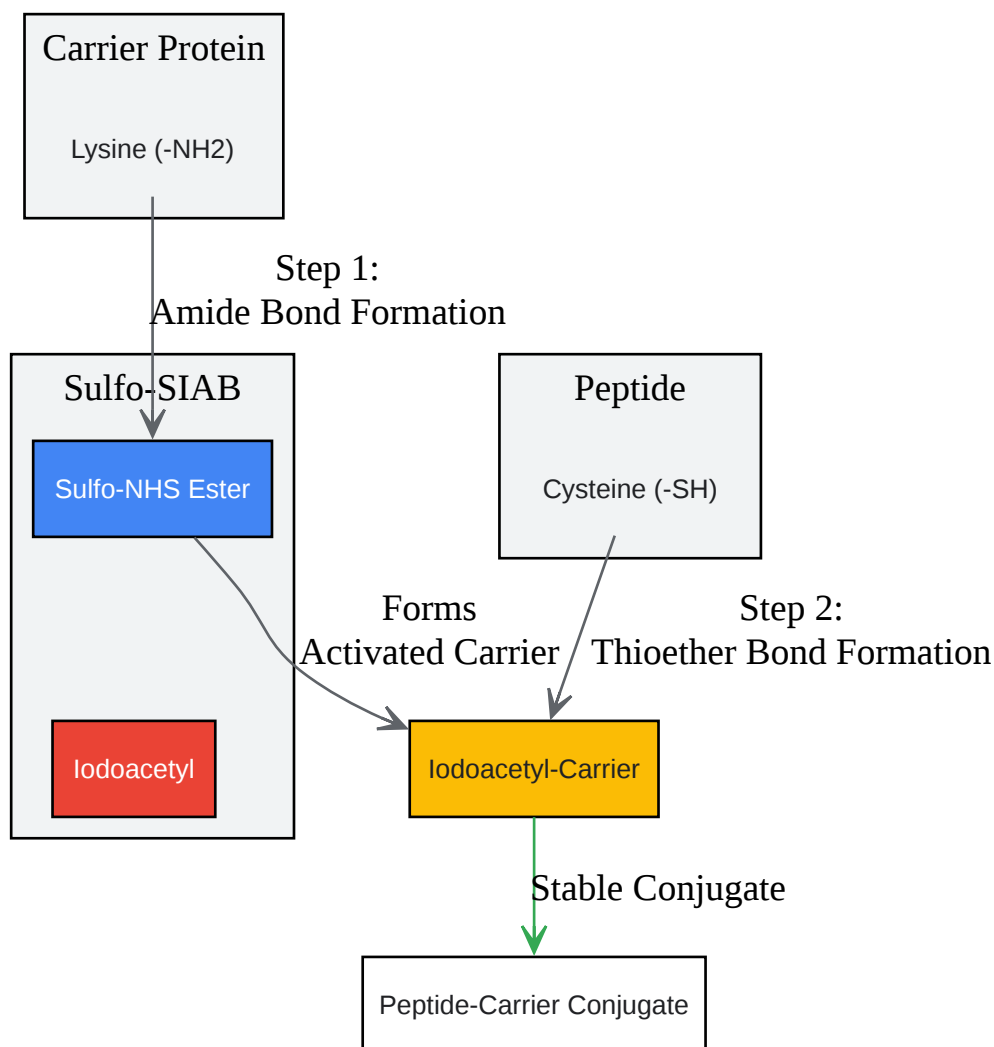 Carrier Protein
Lysine (-NH2)
Step 1:
Amide Bond Formation
Sulfo-SIAB
Sulfo-NHS Ester
Peptide
Cysteine (-SH)
Forms
Activated Carrier
Step 2:
Thioether Bond Formation
Iodoacetyl
Iodoacetyl-Carrier
Stable Conjugate
Peptide-Carrier Conjugate